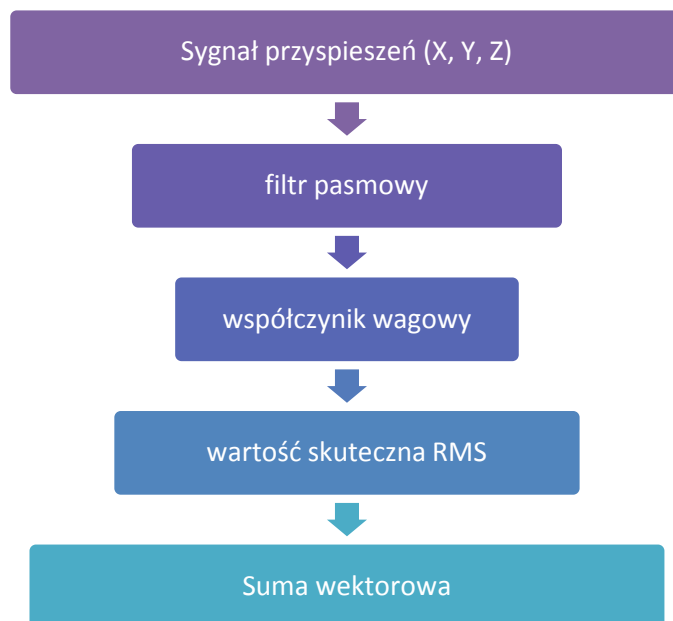 Sygnał przyspieszeń (X, Y, Z)
filtr pasmowy
współczynik wagowy
wartość skuteczna RMS
Suma wektorowa